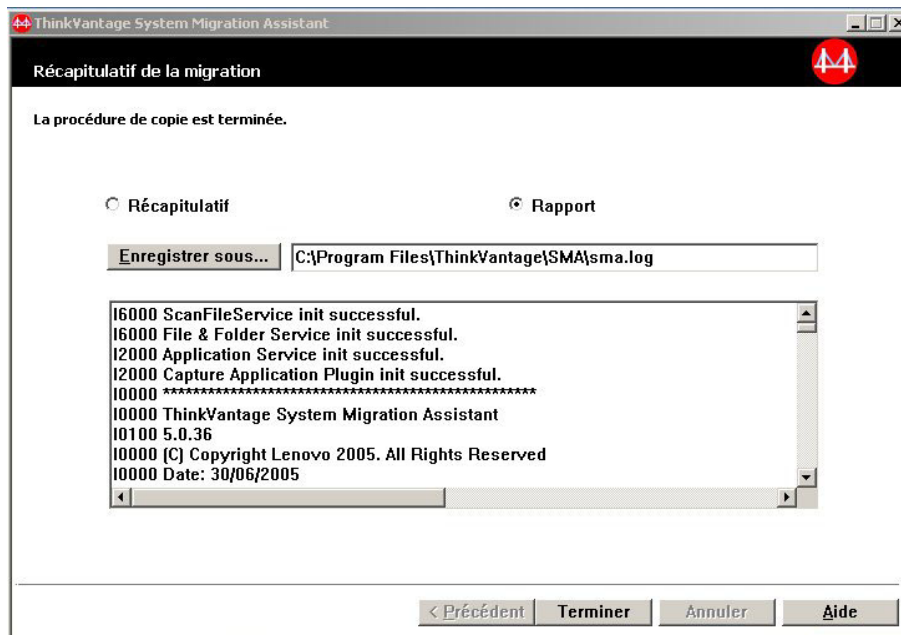 ThinkVantage System Migration Assistant
Récapitulatif de la migration
La procédure de copie est terminée.
Récapitulatif
Rapport
Enregistrer sous...
C:\Program Files\ThinkVantage\SMA\sma.log
I6000 ScanFileService init successful.
I6000 File & Folder Service init successful.
I2000 Application Service init successful.
I2000 Capture Application Plugin init successful.
I0000 **************************************************
I0000 ThinkVantage System Migration Assistant
I0100 5.0.36
I0000 (C) Copyright Lenovo 2005. All Rights Reserved
I0000 Date: 30/06/2005
< Précédent
Terminer
Annuler
Aide